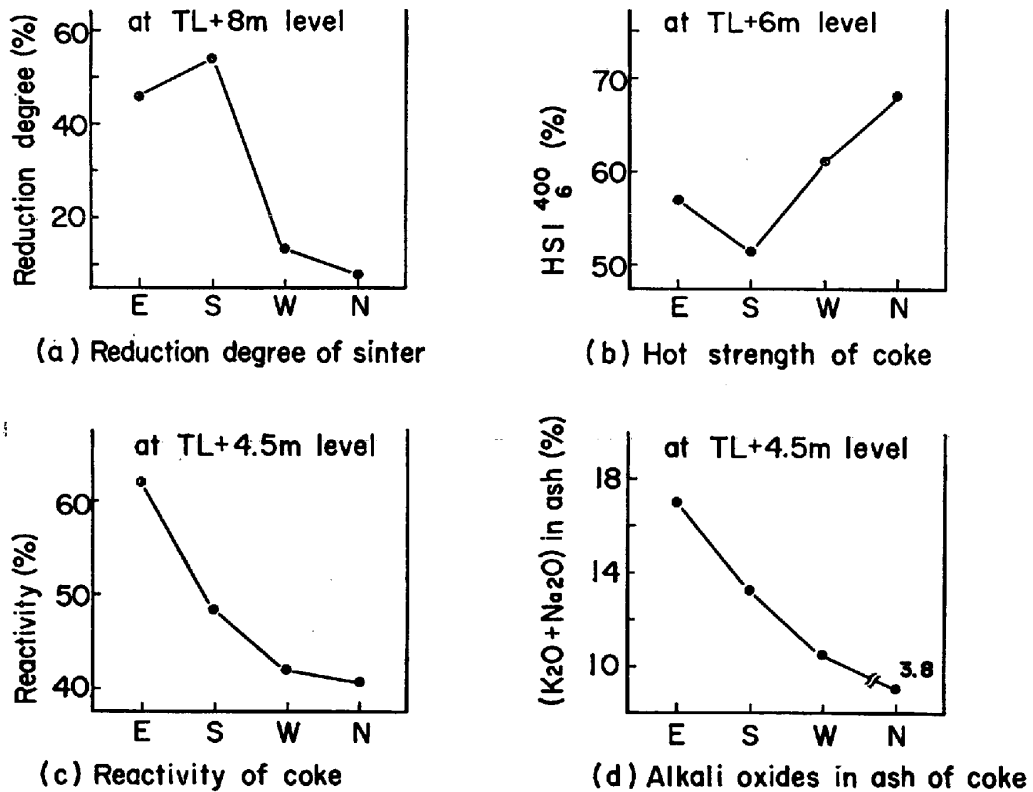 at TL+8m level
Reduction degree (%)
60
40
20
E S W N
(a) Reduction degree of sinter
at TL+6m level
HSI 400 6 (%)
70
60
50
E S W N
(b) Hot strength of coke
at TL+4.5m level
Reactivity (%)
60
50
40
E S W N
(c) Reactivity of coke
at TL+4.5m level
(K2O+Na2O) in ash (%)
18
14
10
3.8
E S W N
(d) Alkali oxides in ash of coke